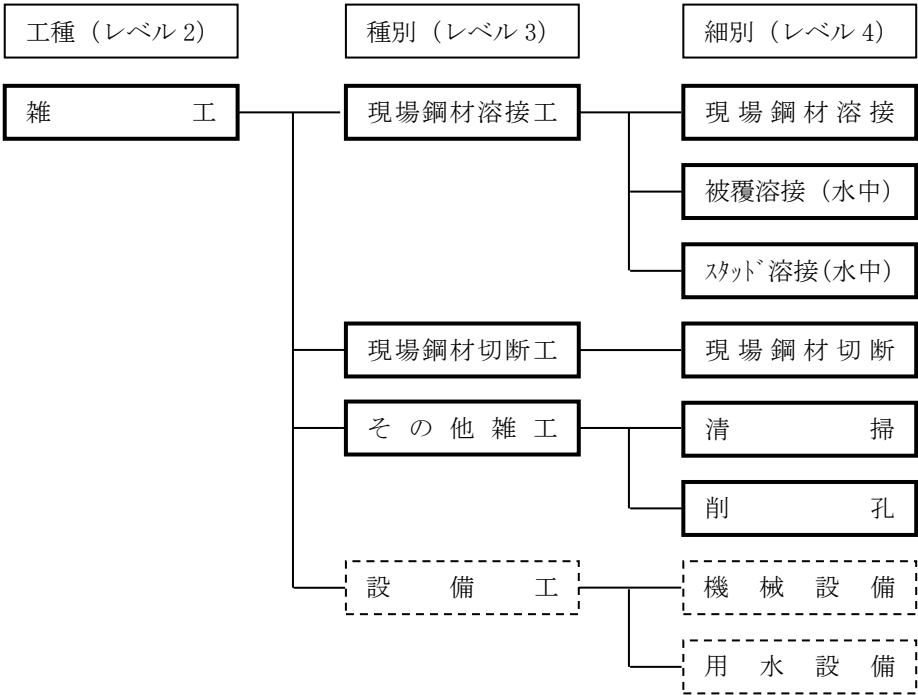 工種（レベル2） 種別（レベル3） 細別（レベル4）
雑工 現場鋼材溶接工 現場鋼材溶接
被覆溶接（水中）
ｽﾀｯﾄﾞ溶接（水中）
現場鋼材切断工 現場鋼材切断
その他雑工 清掃
削孔
設備工 機械設備
用水設備